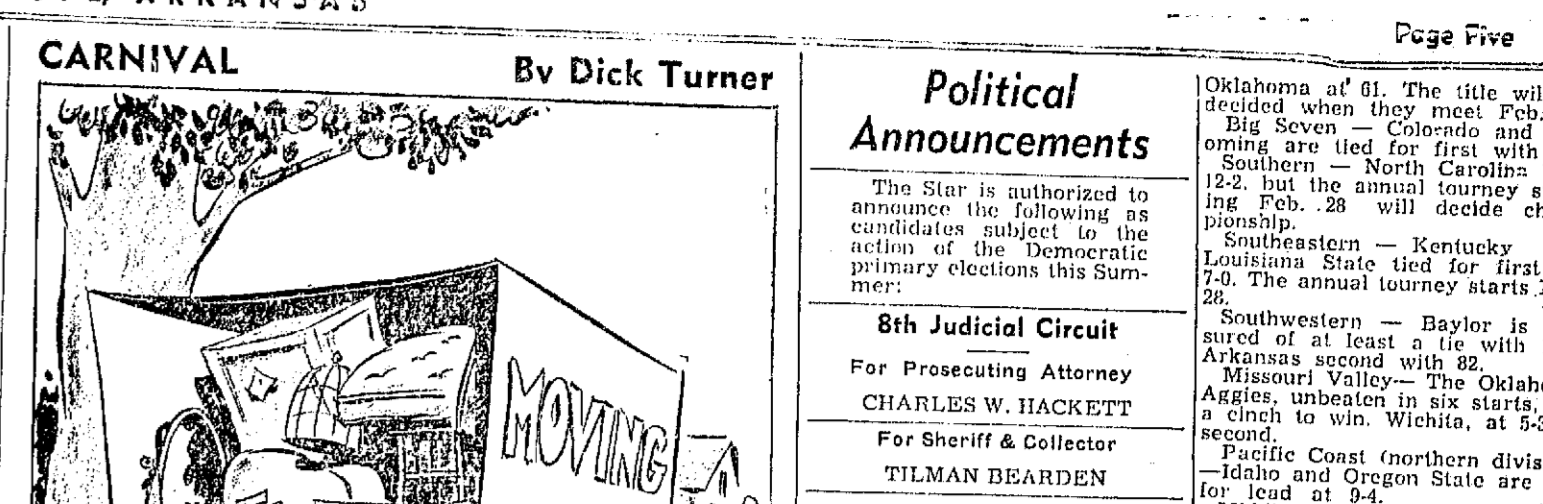 ARKANSAS
Page Five
CARNIVAL
By Dick Turner
MOVING
Political
Announcements
The Star is authorized to
announce the following as
candidates subject to the
action of the Democratic
primary elections this Sum-
mer:
8th Judicial Circuit
For Prosecuting Attorney
CHARLES W. HACKETT
For Sheriff & Collector
TILMAN BEARDEN
Oklahoma at 61. The title wil
decided when they meet Feb.
Big Seven — Colorado and
oming are tied for first with
Southern — North Carolina
12-2. but the annual tourney s
ing Feb. .28 will decide ch
pionship.
Southeastern — Kentucky
Louisiana State tied for first
7-0. The annual tourney starts
28.
Southwestern — Baylor is
sured of at least a tie with
Arkansas second with 82.
Missouri Valley-- The Oklaho
Aggies, unbeaten in six starts,
a cinch to win. Wichita, at 5-3
second.
Pacific Coast (northern divis
—Idaho and Oregon State are
for lead at 9-4.